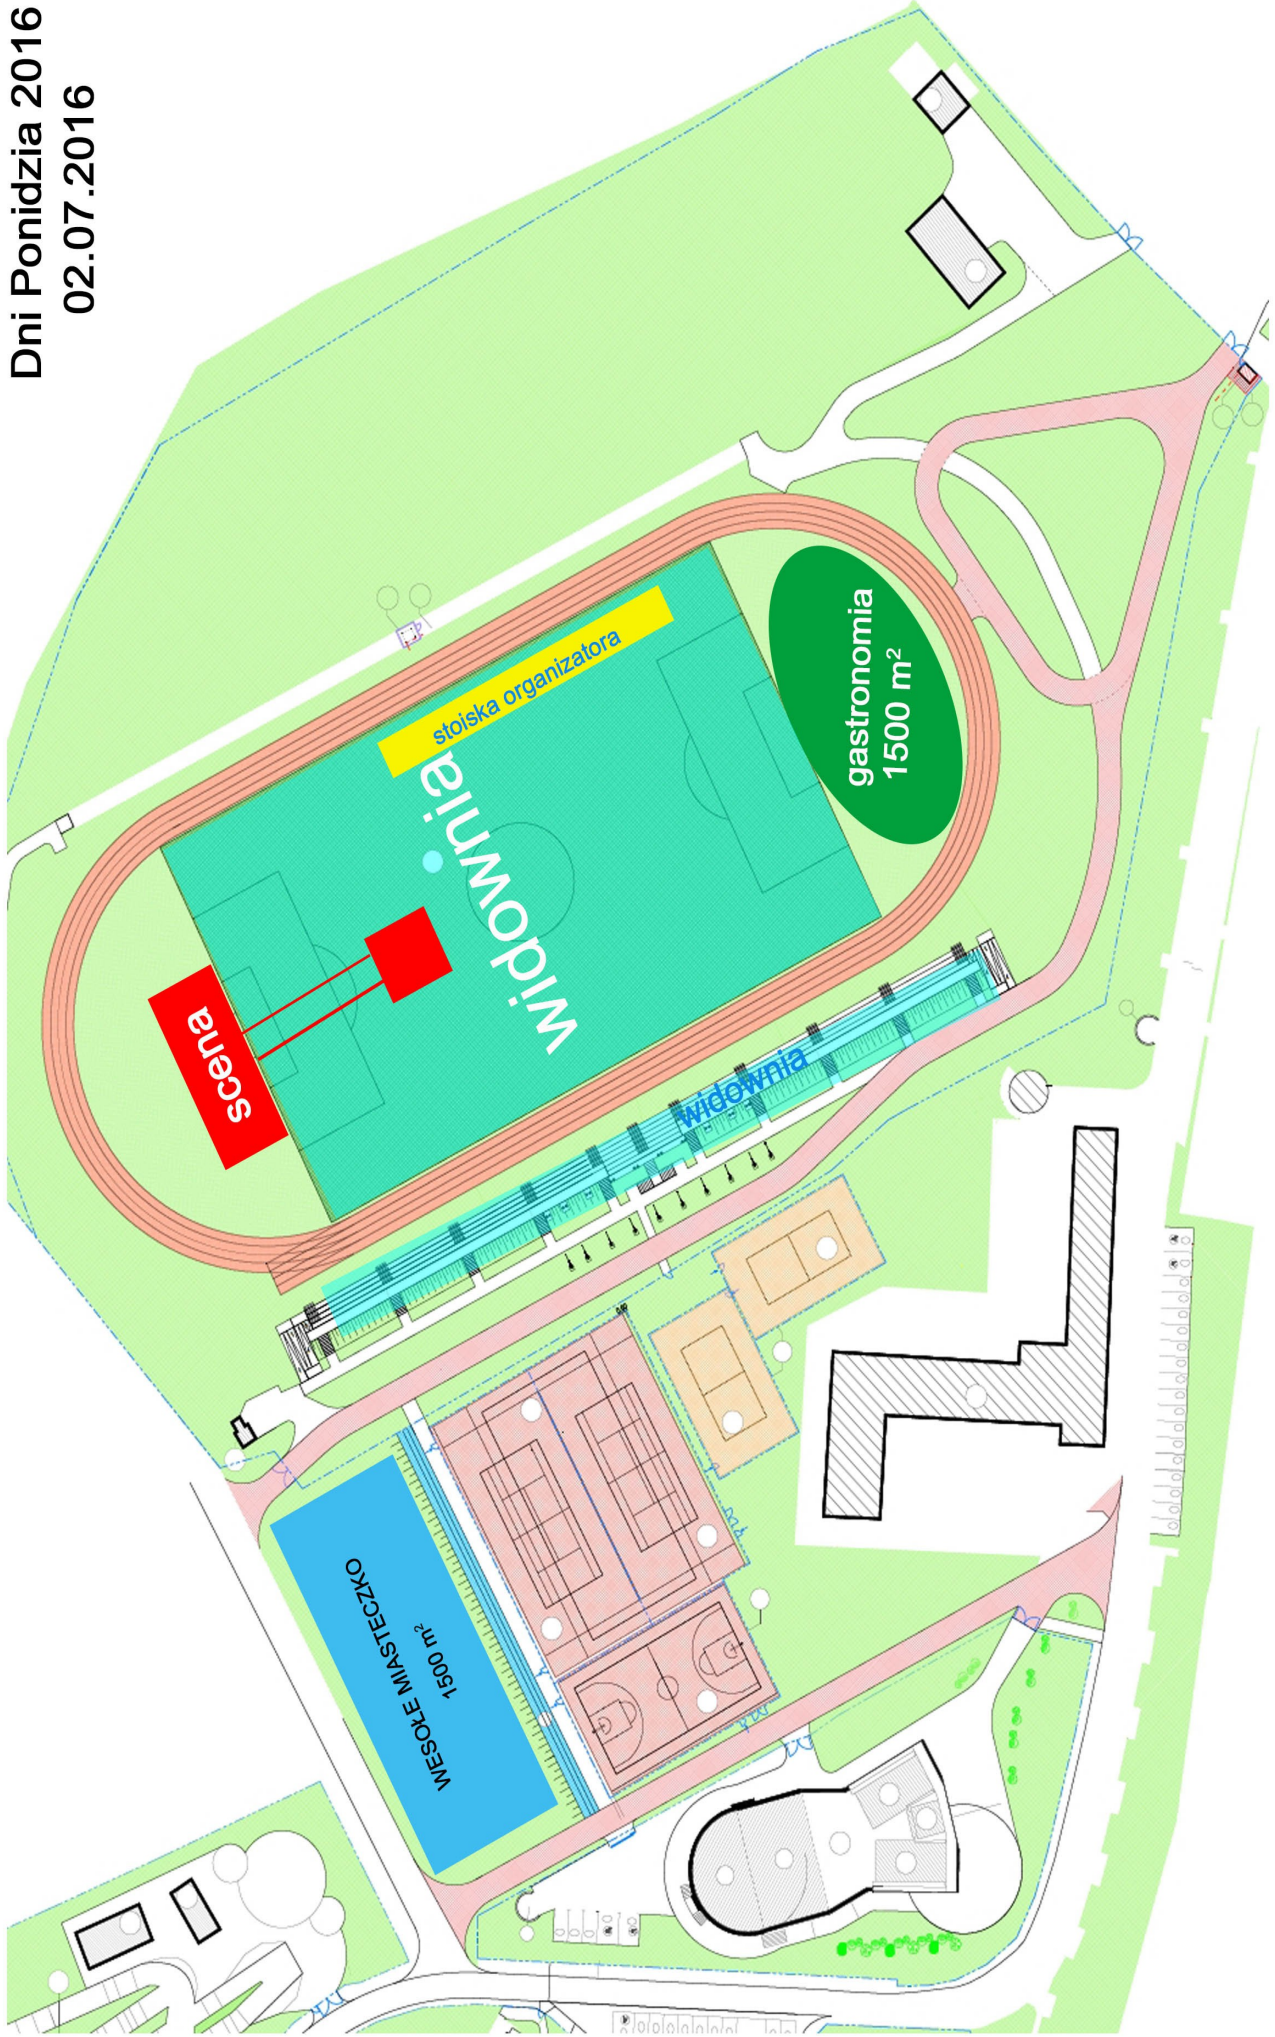 Dni Ponidzia 2016
02.07.2016
scena
widownia
stoiska organizatora
gastronomia
1500 m²
widownia
WESOŁE MIASTECZKO
1500 m²